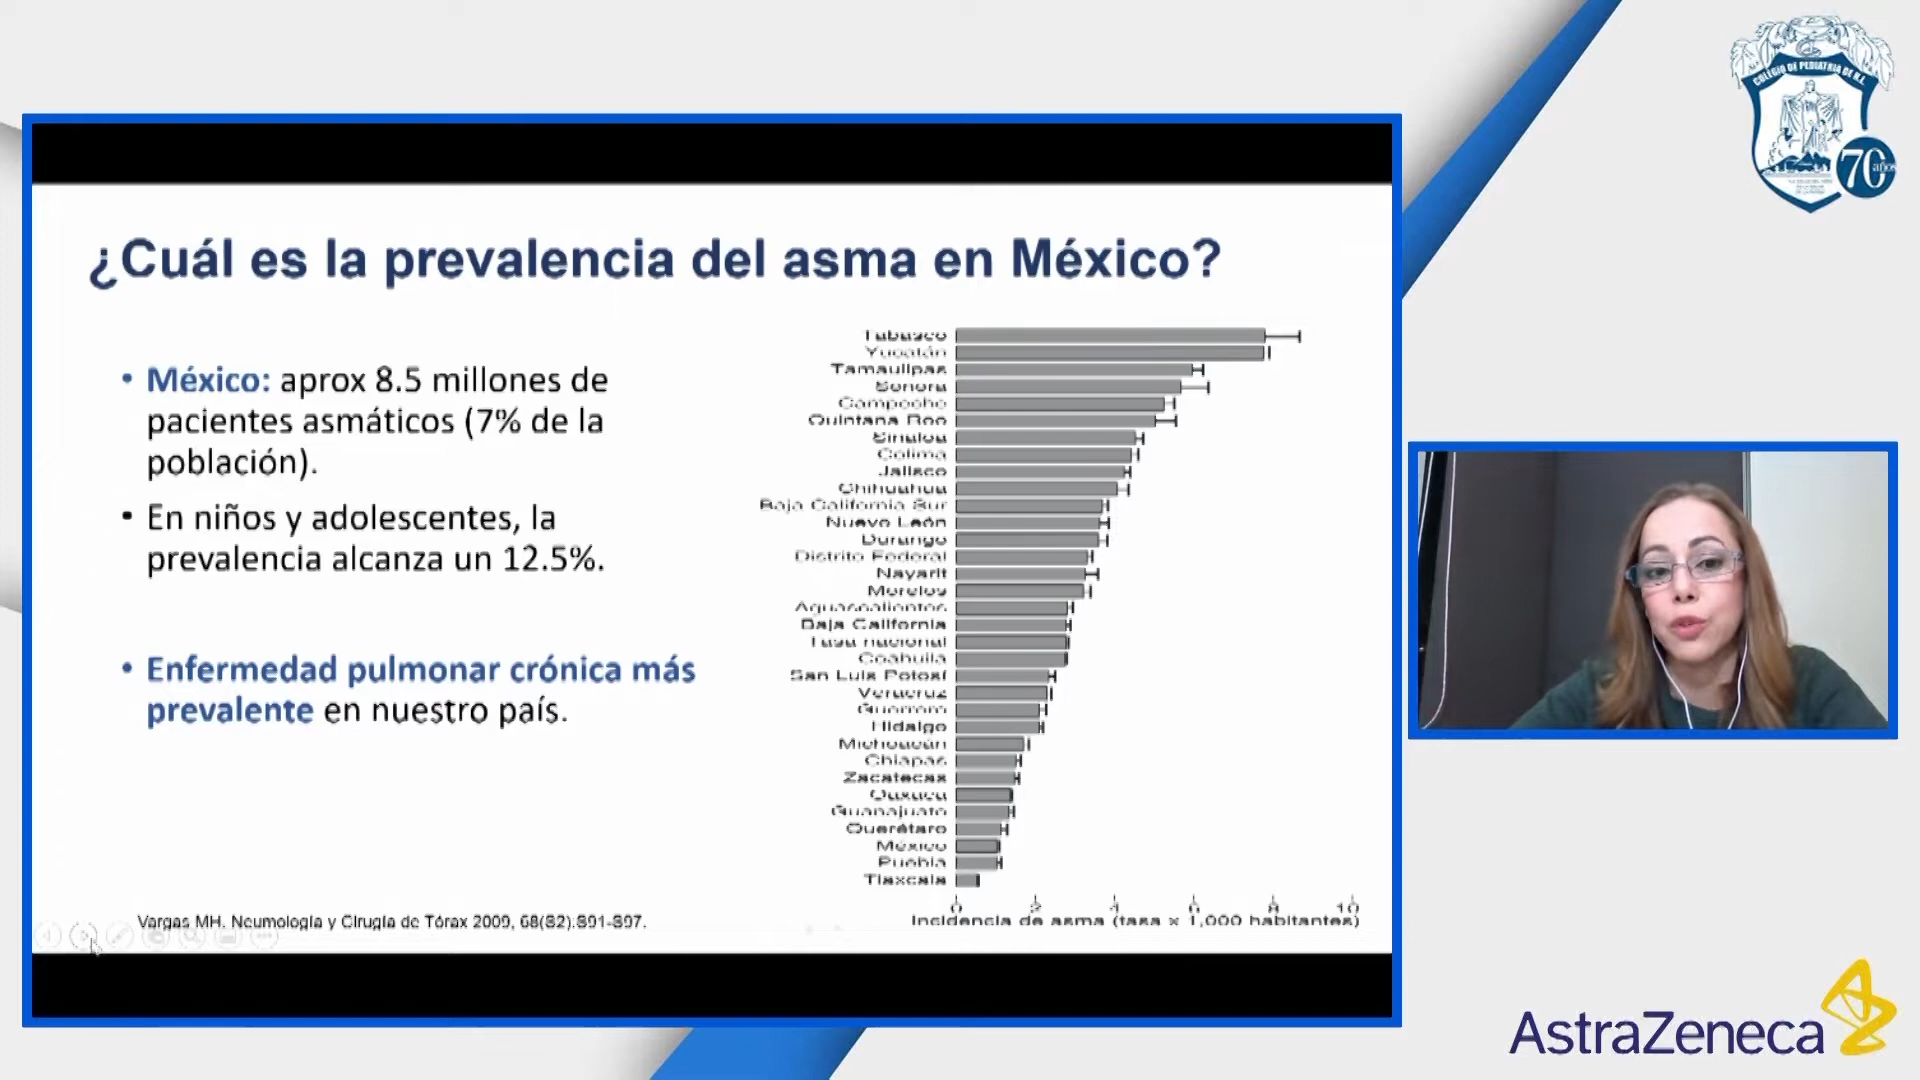 COLEGIO DE PEDIATRIA DE N.L.
70 años
¿Cuál es la prevalencia del asma en México?
• México: aprox 8.5 millones de
pacientes asmáticos (7% de la
población).
• En niños y adolescentes, la
prevalencia alcanza un 12.5%.
• Enfermedad pulmonar crónica más
prevalente en nuestro país.
Tabasco
Yucatán
Tamaulipas
Sonora
Campeche
Quintana Roo
Sinaloa
Colima
Jalisco
Chihuahua
Baja California Sur
Nuevo León
Durango
Distrito Federal
Nayarit
Morelos
Aguascalientes
Baja California
Tasa nacional
Coahuila
San Luis Potosí
Veracruz
Guerrero
Hidalgo
Michoacán
Chiapas
Zacatecas
Oaxaca
Guanajuato
Querétaro
México
Puebla
Tlaxcala
0 2 4 6 8 10
Incidencia de asma (tasa x 1,000 habitantes)
Vargas MH. Neumología y Cirugía de Tórax 2009, 68(S2):S91-S97.
AstraZeneca